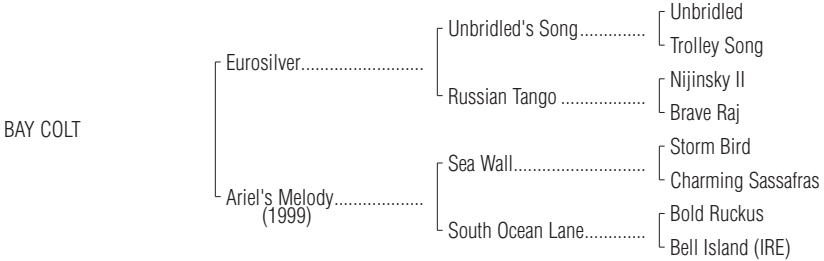 Unbridled
Unbridled's Song..............
Trolley Song
Eurosilver..........................
Nijinsky II
Russian Tango ..................
Brave Raj
BAY COLT
Storm Bird
Sea Wall............................
Charming Sassafras
Ariel's Melody...................
(1999)
Bold Ruckus
South Ocean Lane.............
Bell Island (IRE)